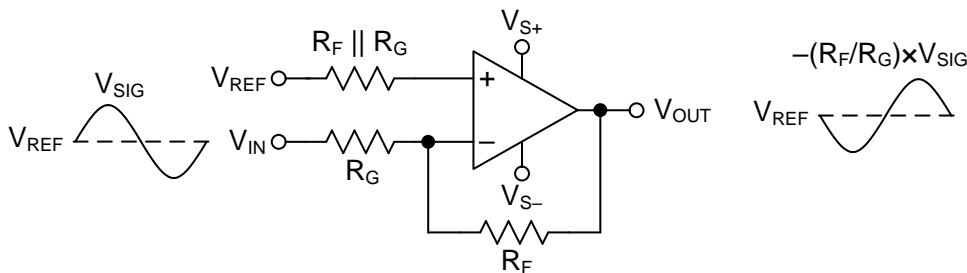 V_SIG
V_REF
R_F || R_G
V_REF
V_IN
R_G
+
−
V_S+
V_S−
R_F
V_OUT
−(R_F/R_G)×V_SIG
V_REF